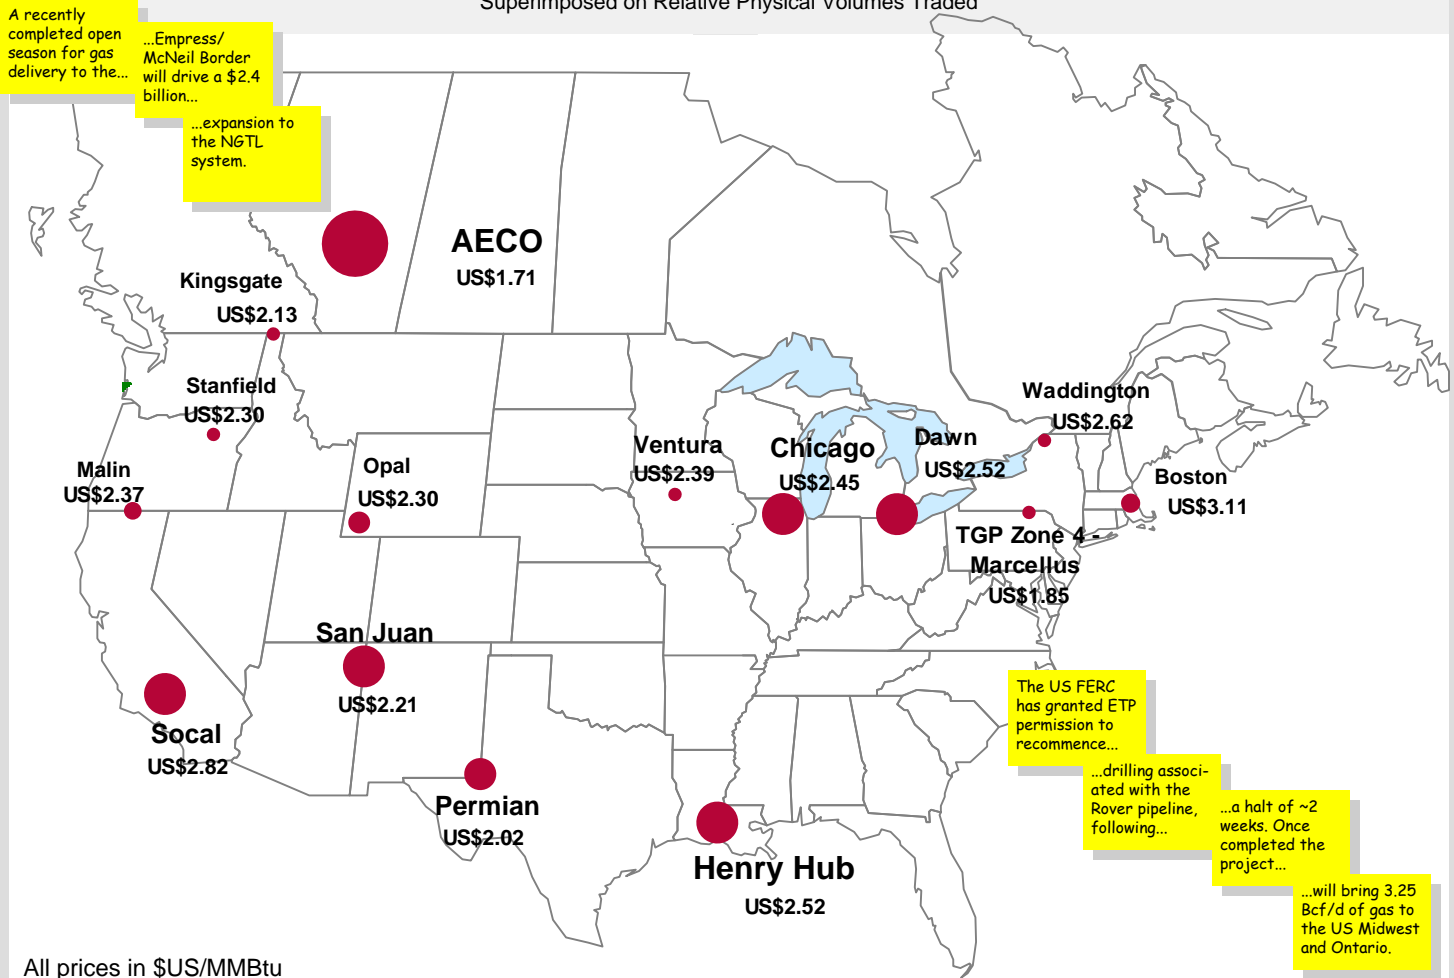 Superimposed on Relative Physical Volumes Traded
A recently
completed open
season for gas
delivery to the...
...Empress/
McNeil Border
will drive a $2.4
billion...
...expansion to
the NGTL
system.
AECO
US$1.71
Kingsgate
US$2.13
Stanfield
US$2.30
Malin
US$2.37
Opal
US$2.30
Ventura
US$2.39
Chicago
US$2.45
Dawn
US$2.52
Waddington
US$2.62
Boston
US$3.11
TGP Zone 4 -
Marcellus
US$1.85
San Juan
US$2.21
Socal
US$2.82
Permian
US$2.02
Henry Hub
US$2.52
The US FERC
has granted ETP
permission to
recommence...
...drilling associ-
ated with the
Rover pipeline,
following...
...a halt of ~2
weeks. Once
completed the
project...
...will bring 3.25
Bcf/d of gas to
the US Midwest
and Ontario.
All prices in $US/MMBtu